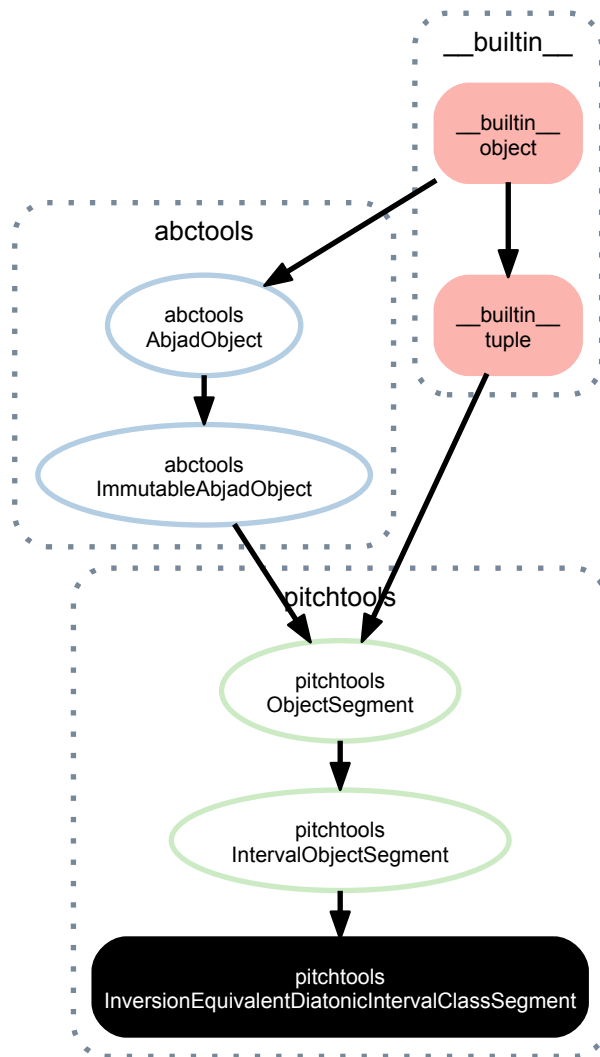 __builtin__
__builtin__
object
abctools
abctools
AbjadObject
__builtin__
tuple
abctools
ImmutableAbjadObject
pitchtools
pitchtools
ObjectSegment
pitchtools
IntervalObjectSegment
pitchtools
InversionEquivalentDiatonicIntervalClassSegment